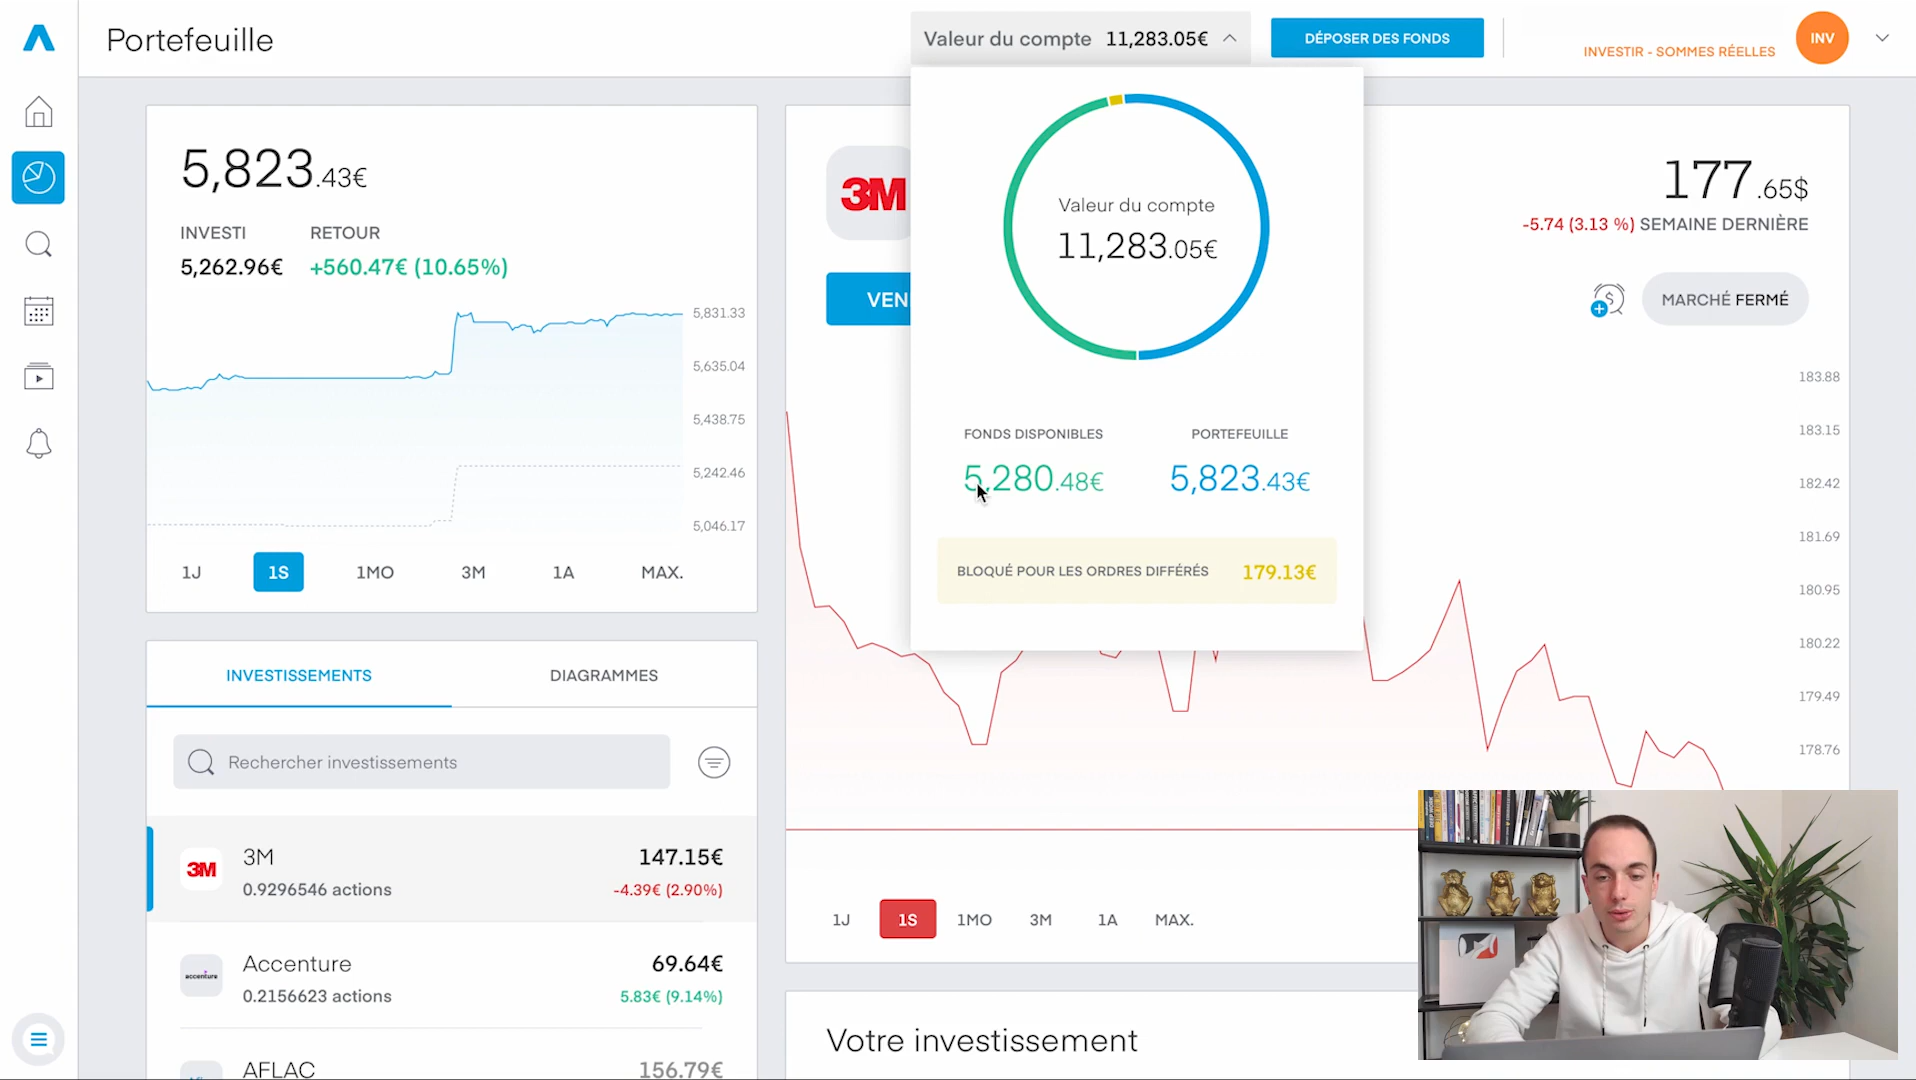 Portefeuille
Valeur du compte 11,283.05€
DÉPOSER DES FONDS
INVESTIR - SOMMES RÉELLES
INV
5,823.43€
INVESTI
RETOUR
5,262.96€
+560.47€ (10.65%)
5,831.33
5,635.04
5,438.75
5,242.46
5,046.17
1J
1S
1MO
3M
1A
MAX.
Valeur du compte
11,283.05€
FONDS DISPONIBLES
PORTEFEUILLE
5,280.48€
5,823.43€
BLOQUÉ POUR LES ORDRES DIFFÉRÉS 179.13€
3M
VEN
177.65$
-5.74 (3.13 %) SEMAINE DERNIÈRE
MARCHÉ FERMÉ
183.88
183.15
182.42
181.69
180.95
180.22
179.49
178.76
1J
1S
1MO
3M
1A
MAX.
INVESTISSEMENTS
DIAGRAMMES
Rechercher investissements
3M
3M
147.15€
0.9296546 actions
-4.39€ (2.90%)
accenture
Accenture
69.64€
0.2156623 actions
5.83€ (9.14%)
AFLAC
156.79€
Votre investissement